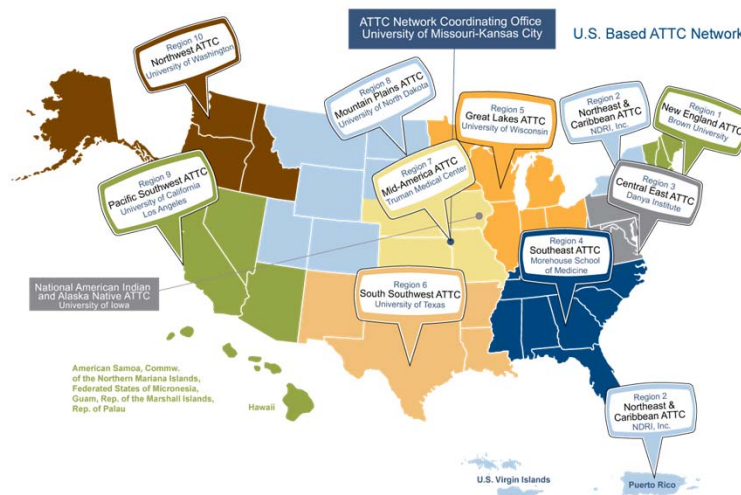 ATTC Network Coordinating Office
University of Missouri-Kansas City
U.S. Based ATTC Network
Region 10
Northwest ATTC
University of Washington
Region 8
Mountain Plains ATTC
University of North Dakota
Region 5
Great Lakes ATTC
University of Wisconsin
Region 2
Northeast &
Caribbean ATTC
NDRI, Inc.
Region 1
New England ATTC
Brown University
Region 9
Pacific Southwest ATTC
University of California
Los Angeles
Region 7
Mid-America ATTC
Truman Medical Center
Region 3
Central East ATTC
Danya Institute
Region 4
Southeast ATTC
Morehouse School
of Medicine
National American Indian
and Alaska Native ATTC
University of Iowa
Region 6
South Southwest ATTC
University of Texas
American Samoa, Commw.
of the Northern Mariana Islands,
Federated States of Micronesia,
Guam, Rep. of the Marshall Islands,
Rep. of Palau
Hawaii
Region 2
Northeast &
Caribbean ATTC
NDRI, Inc.
U.S. Virgin Islands
Puerto Rico